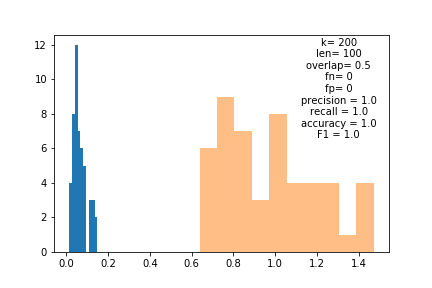 k= 200
len= 100
overlap= 0.5
fn= 0
fp= 0
precision = 1.0
recall = 1.0
accuracy = 1.0
F1 = 1.0
12
10
8
6
4
2
0
0.0 0.2 0.4 0.6 0.8 1.0 1.2 1.4